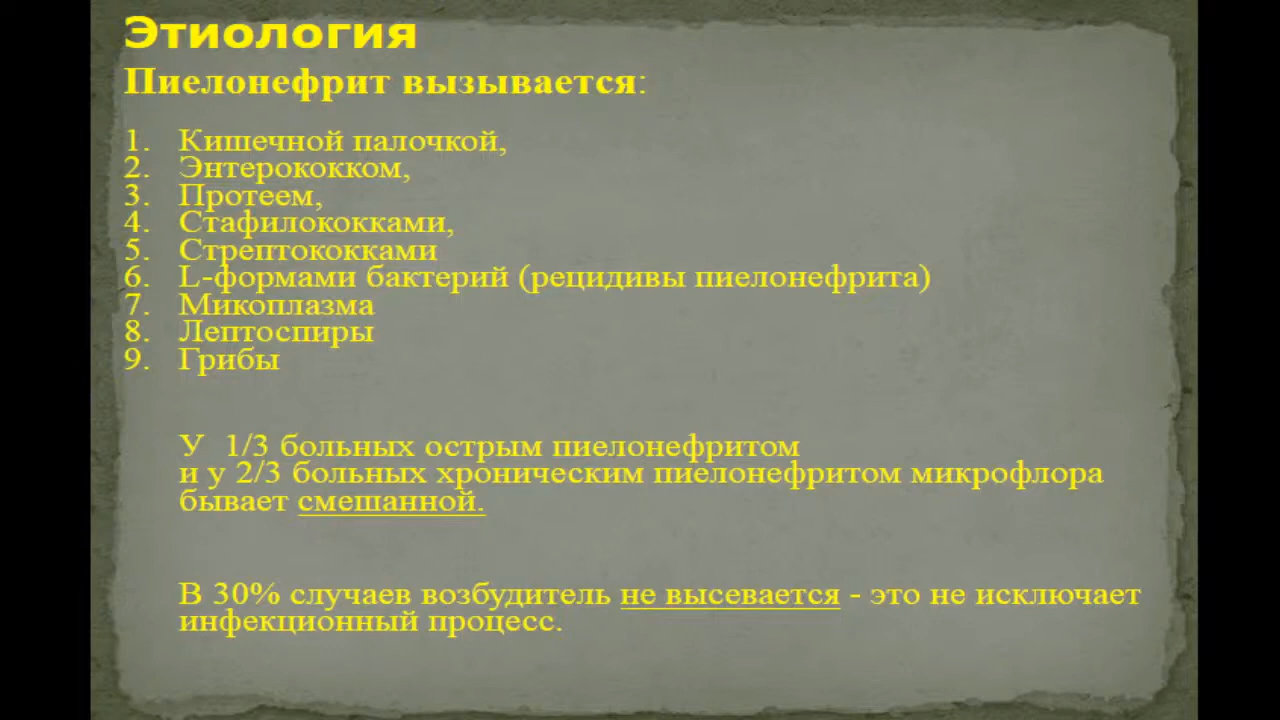 Этиология
Пиелонефрит вызывается:
1. Кишечной палочкой,
2. Энтерококком,
3. Протеем,
4. Стафилококками,
5. Стрептококками
6. L-формами бактерий (рецидивы пиелонефрита)
7. Микоплазма
8. Лептоспиры
9. Грибы
У 1/3 больных острым пиелонефритом
и у 2/3 больных хроническим пиелонефритом микрофлора
бывает смешанной.
В 30% случаев возбудитель не высевается - это не исключает
инфекционный процесс.